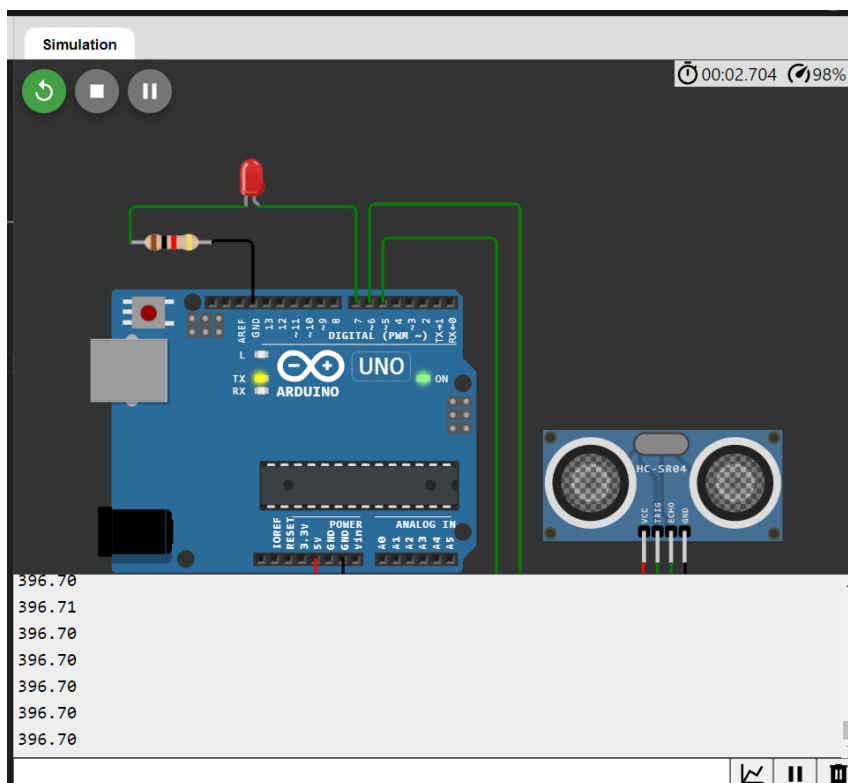 Simulation
00:02.704 98%
AREF
GND
13
12
~11
~10
~9
8
7
~6
~5
4
~3
2
TX→1
RX←0
DIGITAL (PWM ~)
L
TX
RX
UNO
ARDUINO
ON
HC-SR04
VCC
TRIG
ECHO
GND
POWER
ANALOG IN
IOREF
RESET
3.3V
5V
GND
GND
Vin
A0
A1
A2
A3
A4
A5
396.70
396.71
396.70
396.70
396.70
396.70
396.70